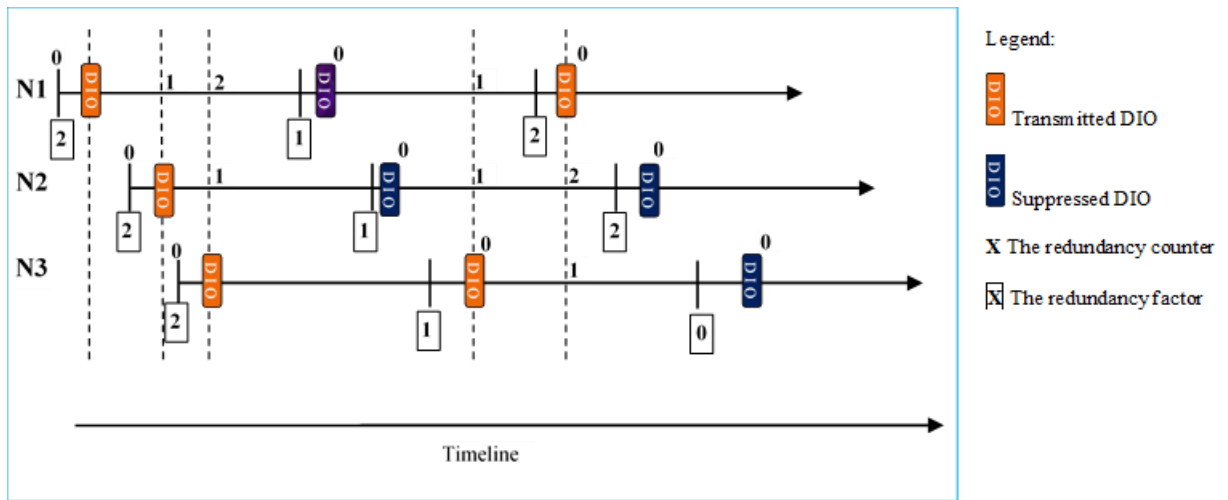 0 0 0
N1 DIO 1 2 DIO 1 DIO
2 1 2
0 0 0
N2 DIO 1 DIO 1 2 DIO
2 1 2
0 0 0
N3 DIO DIO 1 DIO
2 1 0
Timeline
Legend:
DIO Transmitted DIO
DIO Suppressed DIO
X The redundancy counter
X The redundancy factor